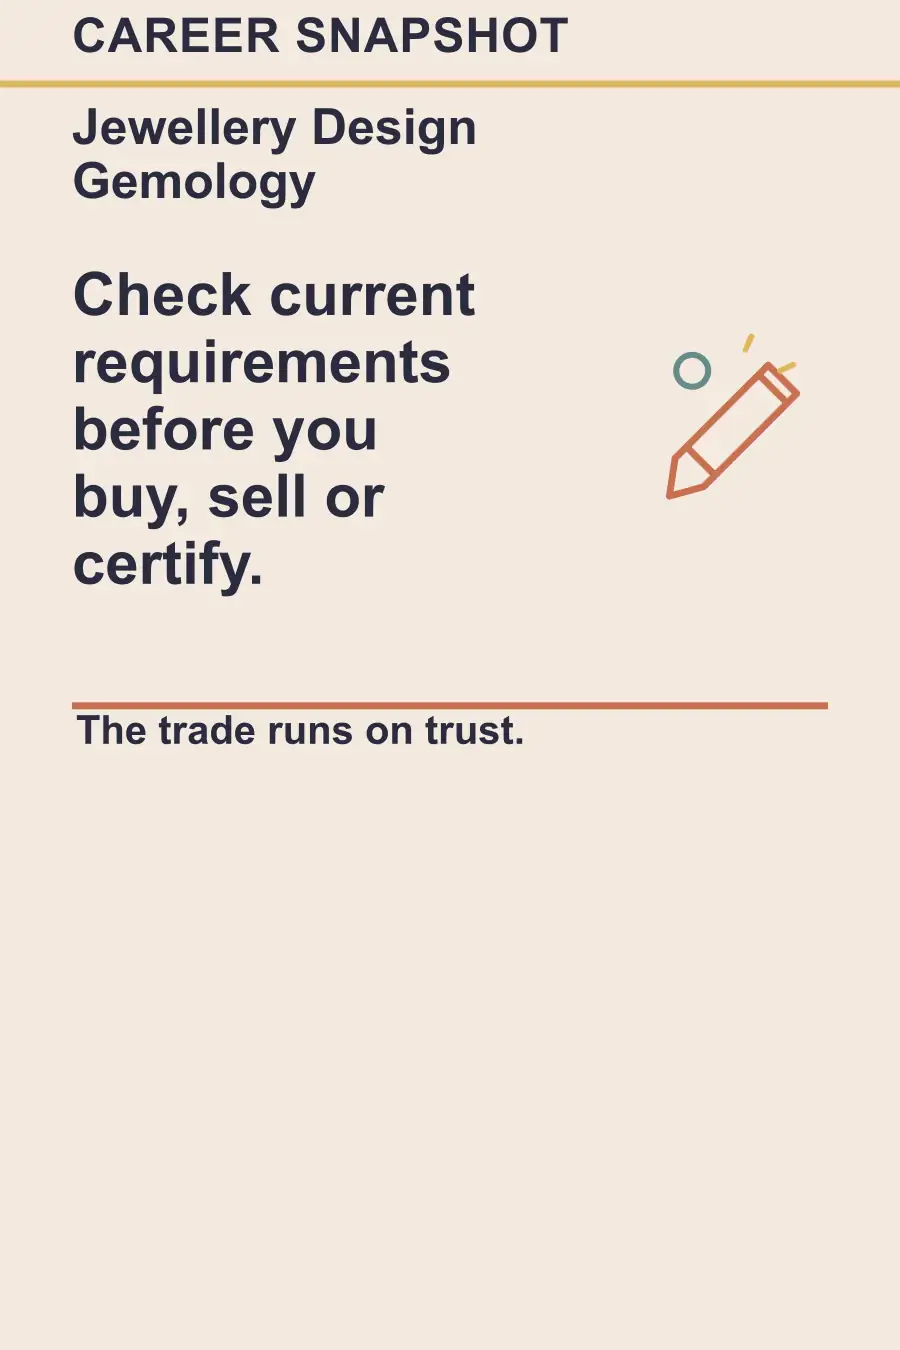 CAREER SNAPSHOT
Jewellery Design
Gemology
Check current
requirements
before you
buy, sell or
certify.
The trade runs on trust.